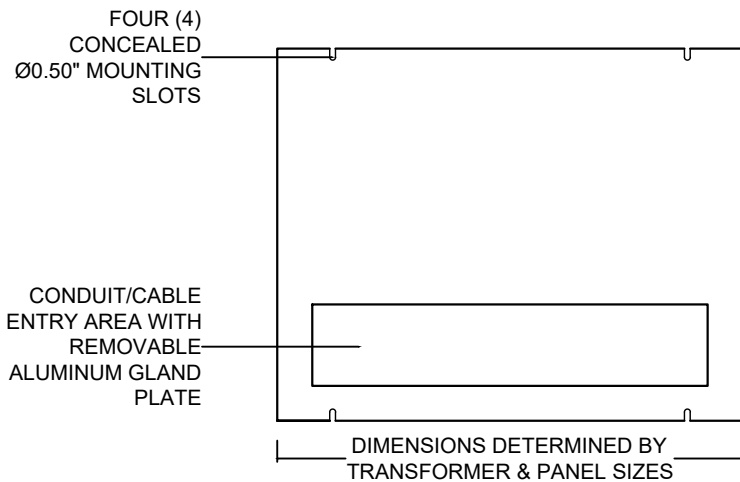 FOUR (4)
CONCEALED
Ø0.50" MOUNTING
SLOTS
CONDUIT/CABLE
ENTRY AREA WITH
REMOVABLE
ALUMINUM GLAND
PLATE
DIMENSIONS DETERMINED BY
TRANSFORMER & PANEL SIZES